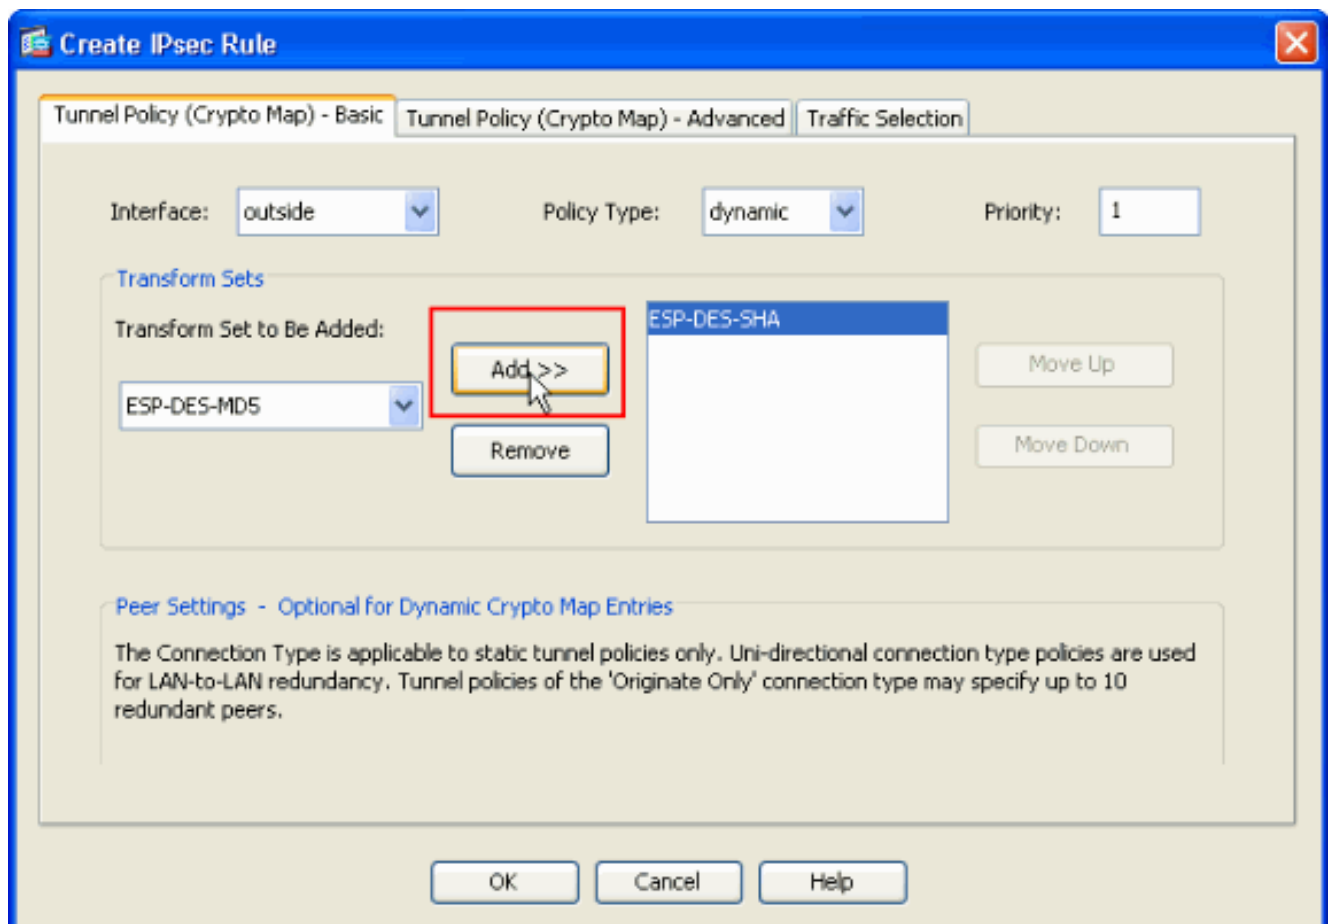 Create IPsec Rule
Tunnel Policy (Crypto Map) - Basic Tunnel Policy (Crypto Map) - Advanced Traffic Selection
Interface: outside Policy Type: dynamic Priority: 1
Transform Sets
Transform Set to Be Added:
ESP-DES-SHA
Add >>
Move Up
ESP-DES-MD5
Remove
Move Down
Peer Settings - Optional for Dynamic Crypto Map Entries
The Connection Type is applicable to static tunnel policies only. Uni-directional connection type policies are used
for LAN-to-LAN redundancy. Tunnel policies of the 'Originate Only' connection type may specify up to 10
redundant peers.
OK Cancel Help